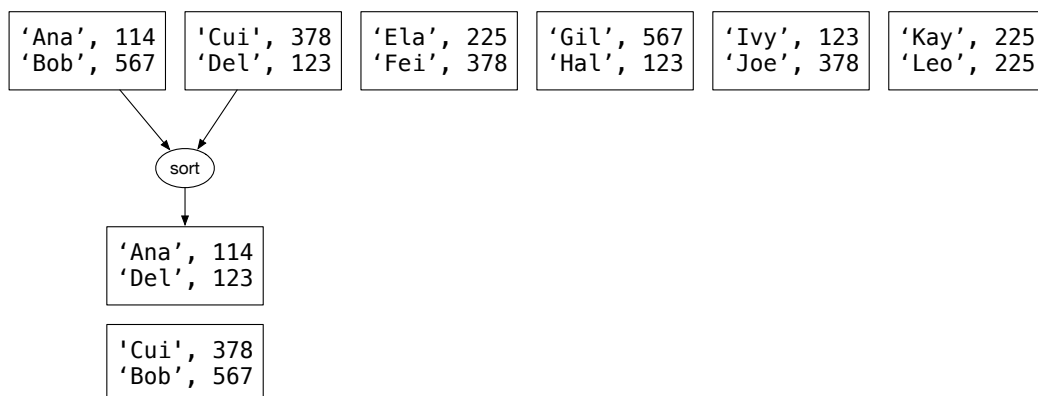 ‘Ana’, 114
‘Bob’, 567
'Cui', 378
‘Del’, 123
‘Ela’, 225
‘Fei’, 378
‘Gil’, 567
‘Hal’, 123
‘Ivy’, 123
‘Joe’, 378
‘Kay’, 225
‘Leo’, 225
sort
‘Ana’, 114
‘Del’, 123
'Cui', 378
‘Bob’, 567